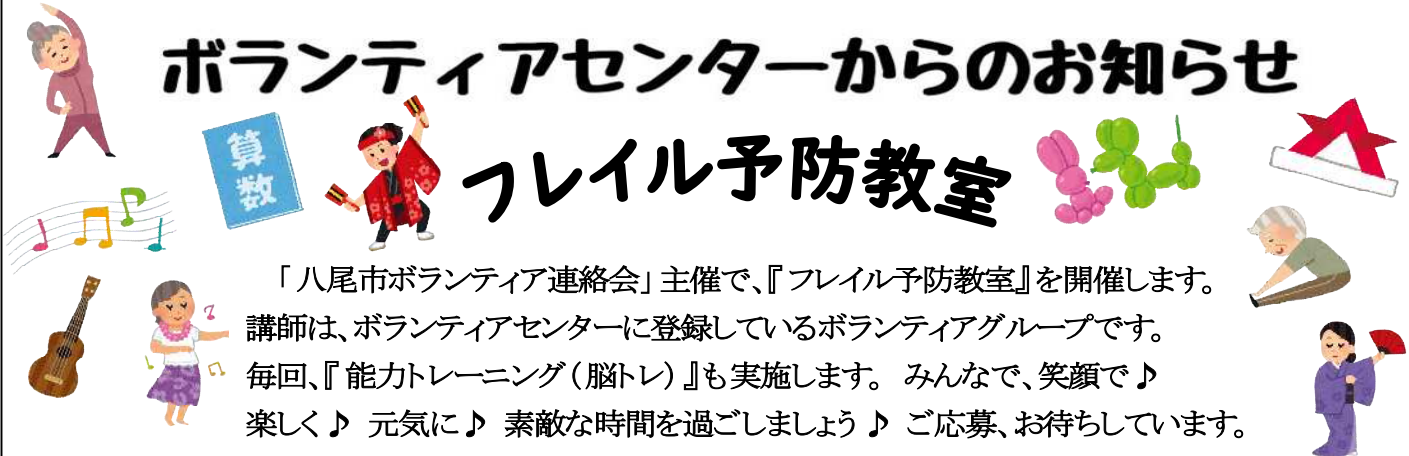 ボランティアセンターからのお知らせ
算数
フレイル予防教室
「八尾市ボランティア連絡会」主催で、『フレイル予防教室』を開催します。
講師は、ボランティアセンターに登録しているボランティアグループです。
毎回、『能力トレーニング（脳トレ）』も実施します。 みんなで、笑顔で♪
楽しく♪ 元気に♪ 素敵な時間を過ごしましょう♪ ご応募、お待ちしています。